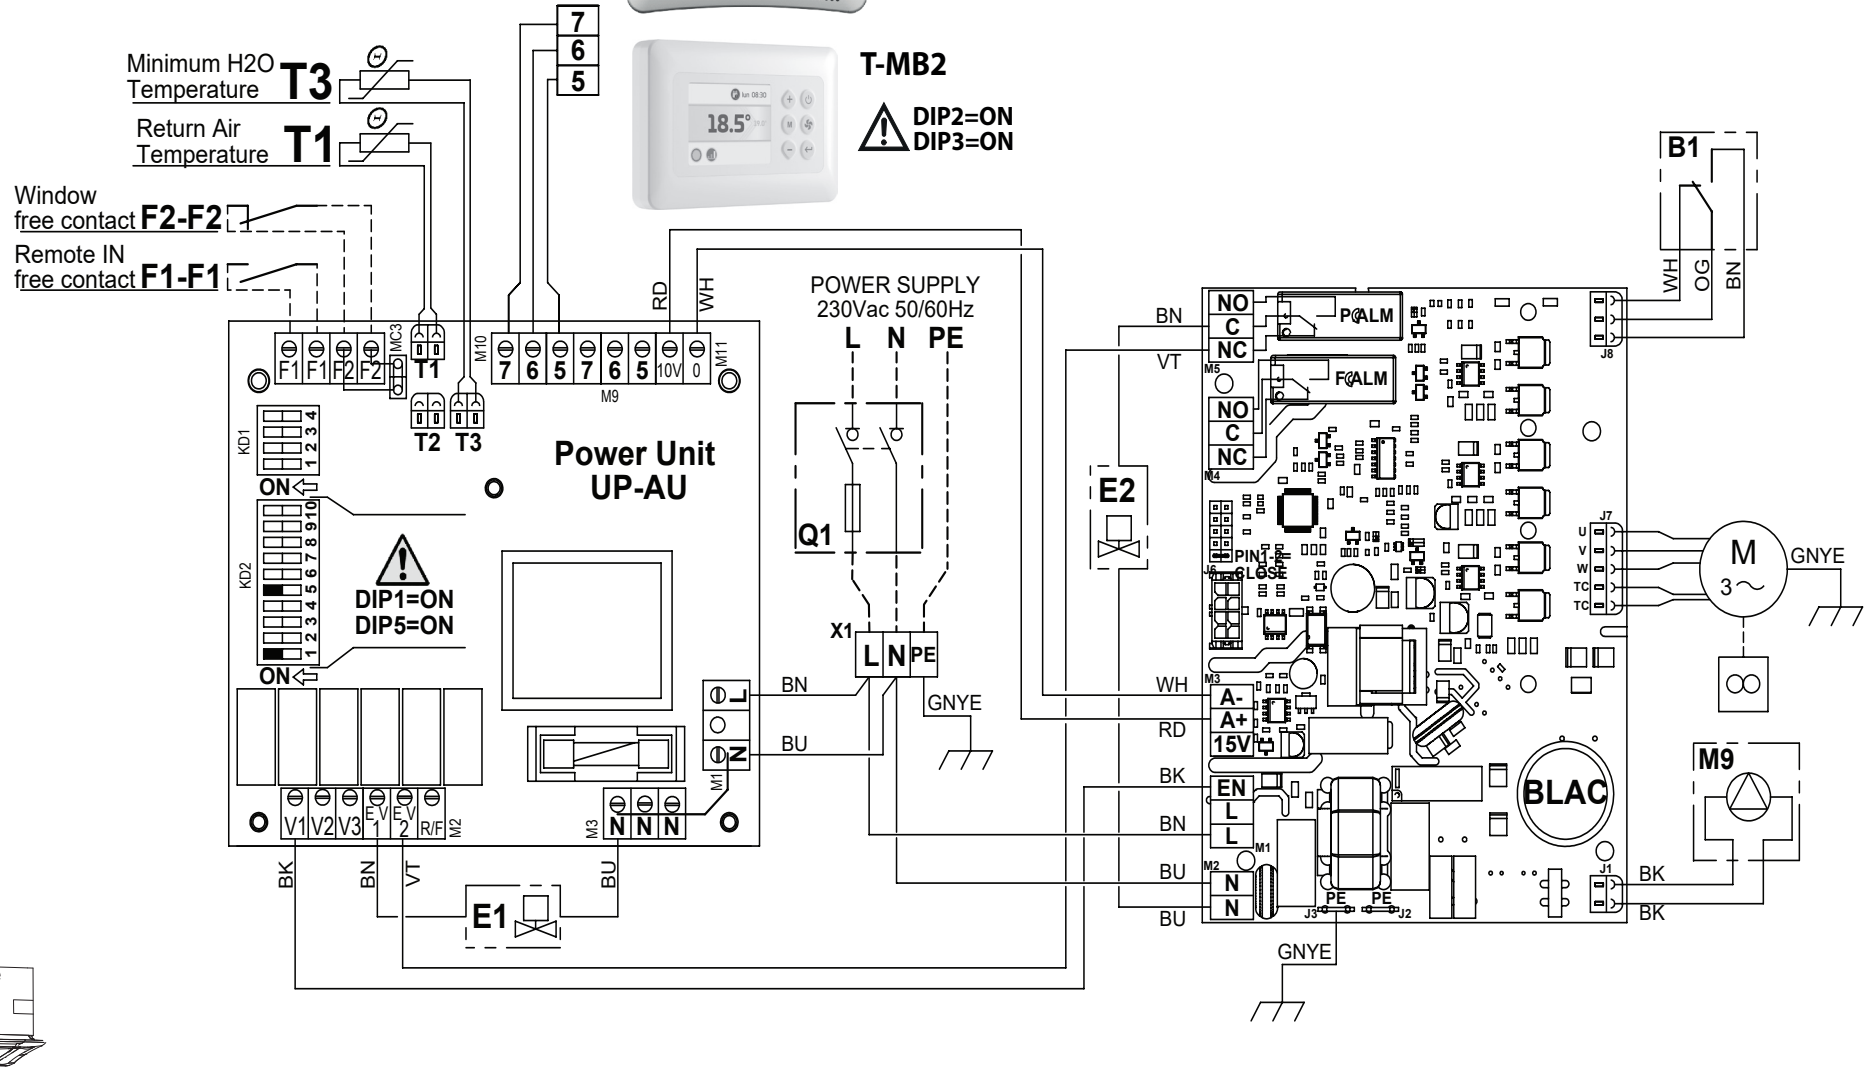 7
6
5
T-MB2
DIP2=ON
DIP3=ON
lun 08:30
18.5°
M
Minimum H2O
Temperature T3
Return Air
Temperature T1
Window
free contact F2-F2
Remote IN
free contact F1-F1
RD
WH
POWER SUPPLY
230Vac 50/60Hz
L N PE
F1 F1 F2 F2
MC3
T1
M10
7 6 5 7 6 5 10V 0
M11
M9
T2 T3
KD1
1 2 3 4
ON
Power Unit
UP-AU
KD2
1 2 3 4 5 6 7 8 9 10
ON
DIP1=ON
DIP5=ON
Q1
X1
L N PE
BN
BU
GNYE
L
N
M1
V1 V2 V3 EV1 EV2 R/F
M2
M3
N N N
BK
BN
VT
BU
E1
E2
BN
VT
NO
C
NC
M5
P ALM
F ALM
NO
C
NC
M4
PIN1-2=
CLOSE
J6
M3
WH
RD
A-
A+
15V
BK
BN
EN
L
L
M1
M2
BU
BU
N
N
PE PE
J3 J2
GNYE
BLAC
B1
WH
OG
BN
J8
J7
U
V
W
TC
TC
M
3~
GNYE
M9
J1
BK
BK